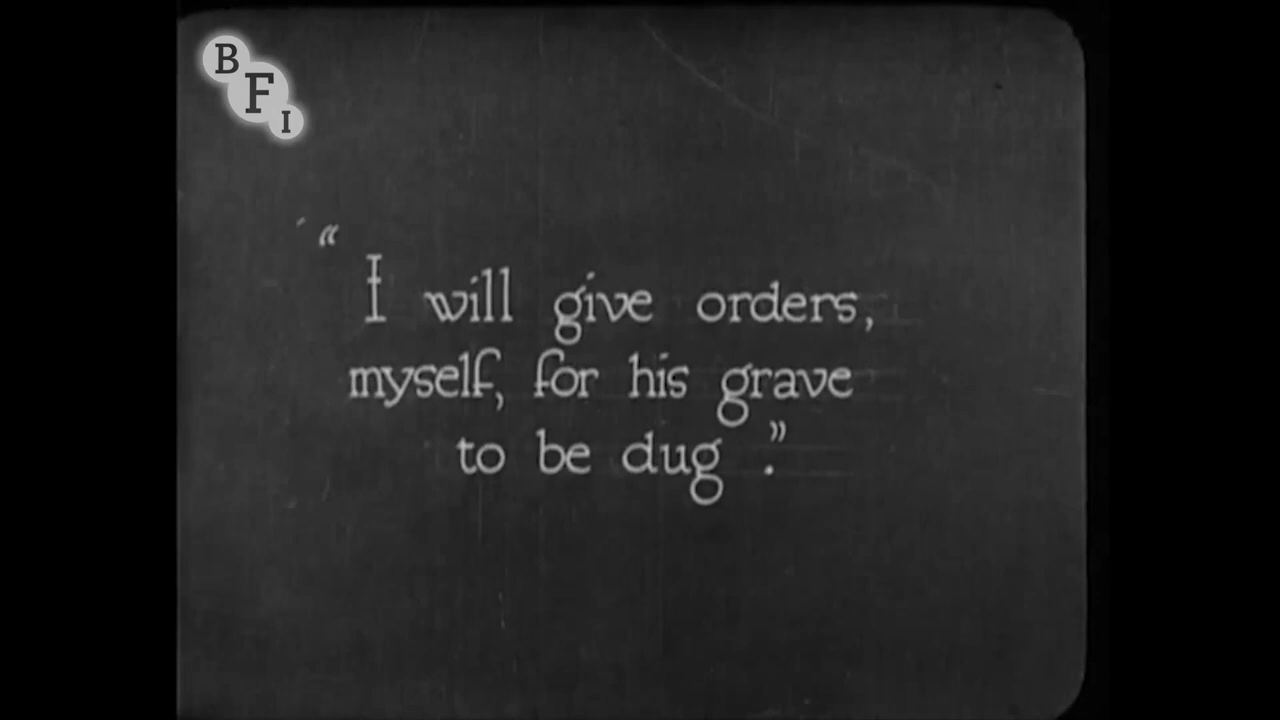 BFI
“I will give orders,
myself, for his grave
to be dug.”